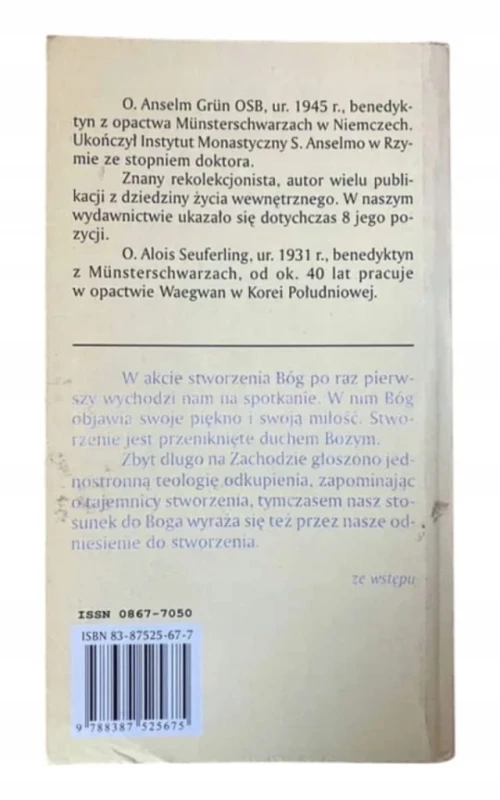 O. Anselm Grün OSB, ur. 1945 r., benedyk-
tyn z opactwa Münsterschwarzach w Niemczech.
Ukończył Instytut Monastyczny S. Anselmo w Rzy-
mie ze stopniem doktora.
Znany rekolekcjonista, autor wielu publi-
kacji z dziedziny życia wewnętrznego. W naszym
wydawnictwie ukazało się dotychczas 8 jego po-
zycji.
O. Alois Seuferling, ur. 1931 r., benedyktyn
z Münsterschwarzach, od ok. 40 lat pracuje
w opactwie Waegwan w Korei Południowej.
W akcie stworzenia Bóg po raz pierw-
szy wychodzi nam na spotkanie. W nim Bóg
objawia swoje piękno i swoją miłość. Stwo-
rzenie jest przeniknięte duchem Bożym.
Zbyt długo na Zachodzie głoszono jed-
nostronną teologię odkupienia, zapominając
o tajemnicy stworzenia, tymczasem nasz sto-
sunek do Boga wyraża się też przez nasze od-
niesienie do stworzenia.
ze wstępu
ISSN 0867-7050
ISBN 83-87525-67-7
9 788387 525675